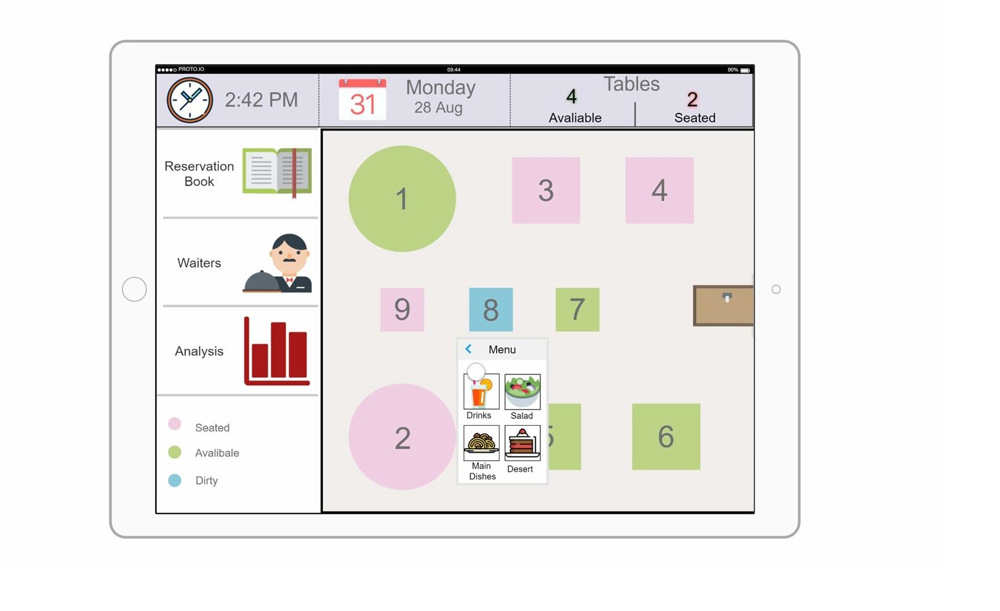 PROTO.IO
09:44
90%
2:42 PM
31
Monday
28 Aug
Tables
4
Avaliable
2
Seated
Reservation
Book
Waiters
Analysis
Seated
Avalibale
Dirty
1
3
4
9
8
7
Menu
Drinks
Salad
Main
Dishes
Desert
2
5
6